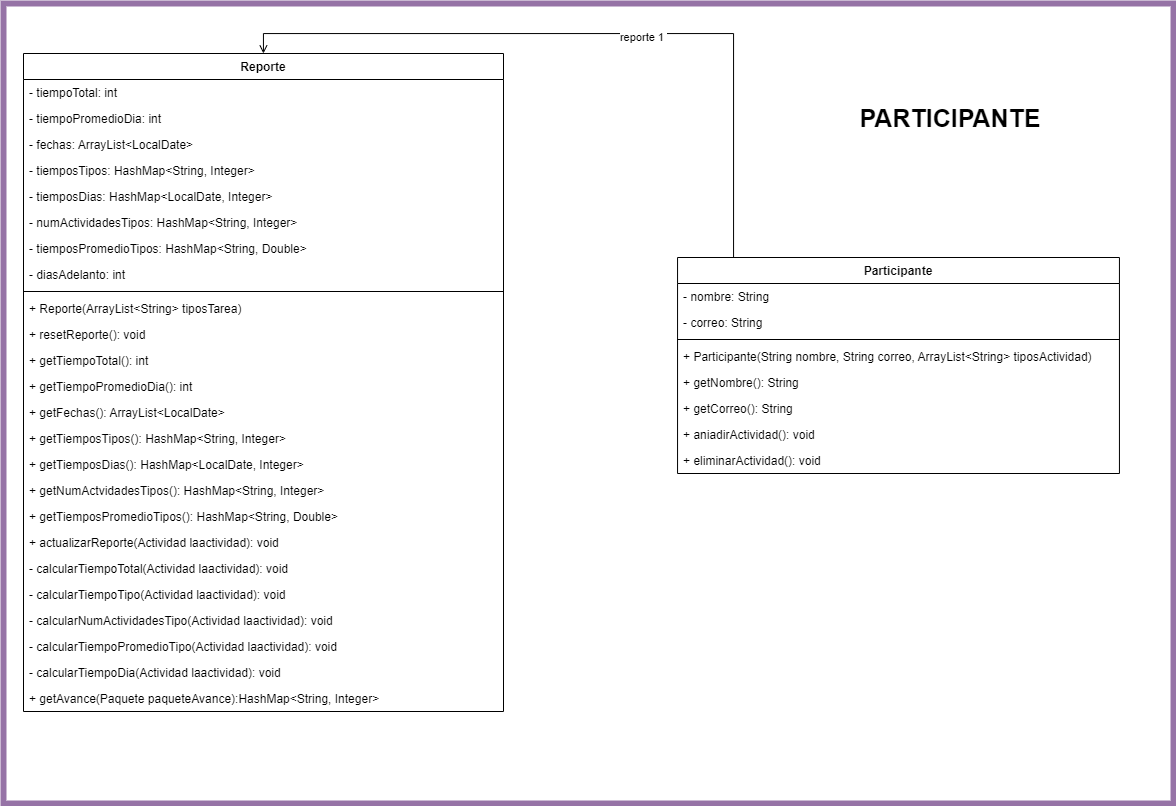 reporte 1
Reporte
- tiempoTotal: int
- tiempoPromedioDia: int
- fechas: ArrayList<LocalDate>
- tiemposTipos: HashMap<String, Integer>
- tiemposDias: HashMap<LocalDate, Integer>
- numActividadesTipos: HashMap<String, Integer>
- tiemposPromedioTipos: HashMap<String, Double>
- diasAdelanto: int
+ Reporte(ArrayList<String> tiposTarea)
+ resetReporte(): void
+ getTiempoTotal(): int
+ getTiempoPromedioDia(): int
+ getFechas(): ArrayList<LocalDate>
+ getTiemposTipos(): HashMap<String, Integer>
+ getTiemposDias(): HashMap<LocalDate, Integer>
+ getNumActvidadesTipos(): HashMap<String, Integer>
+ getTiemposPromedioTipos(): HashMap<String, Double>
+ actualizarReporte(Actividad laactividad): void
- calcularTiempoTotal(Actividad laactividad): void
- calcularTiempoTipo(Actividad laactividad): void
- calcularNumActividadesTipo(Actividad laactividad): void
- calcularTiempoPromedioTipo(Actividad laactividad): void
- calcularTiempoDia(Actividad laactividad): void
+ getAvance(Paquete paqueteAvance):HashMap<String, Integer>
PARTICIPANTE
Participante
- nombre: String
- correo: String
+ Participante(String nombre, String correo, ArrayList<String> tiposActividad)
+ getNombre(): String
+ getCorreo(): String
+ aniadirActividad(): void
+ eliminarActividad(): void